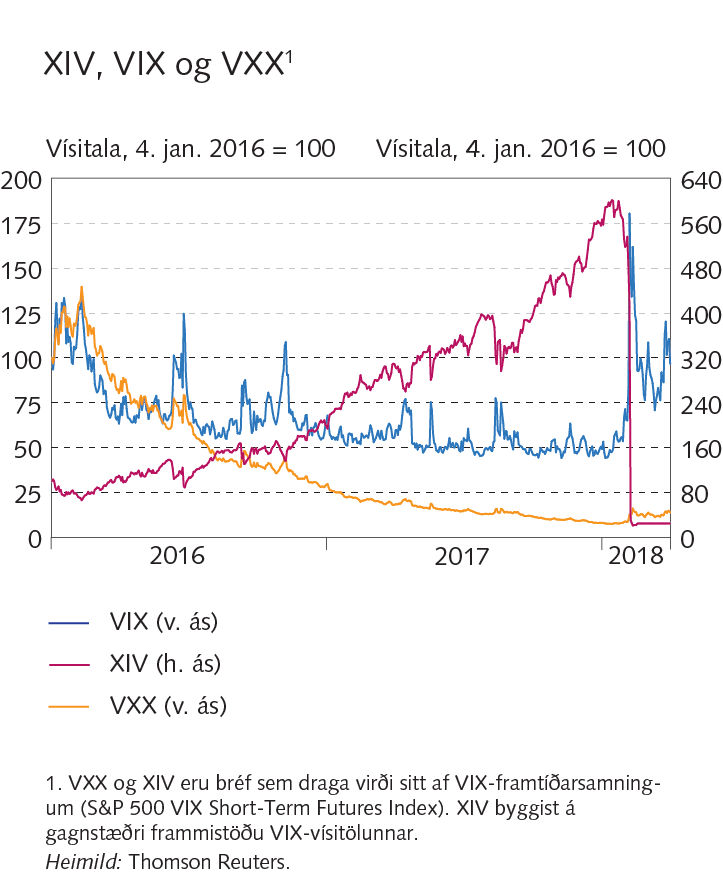 XIV, VIX og VXX¹
Vísitala, 4. jan. 2016 = 100 Vísitala, 4. jan. 2016 = 100
200 640
175 560
150 480
125 400
100 320
75 240
50 160
25 80
0 0
2016 2017 2018
VIX (v. ás)
XIV (h. ás)
VXX (v. ás)
1. VXX og XIV eru bréf sem draga virði sitt af VIX-framtíðarsamning-
um (S&P 500 VIX Short-Term Futures Index). XIV byggist á
gagnstæðri frammistöðu VIX-vísitölunnar.
Heimild: Thomson Reuters.